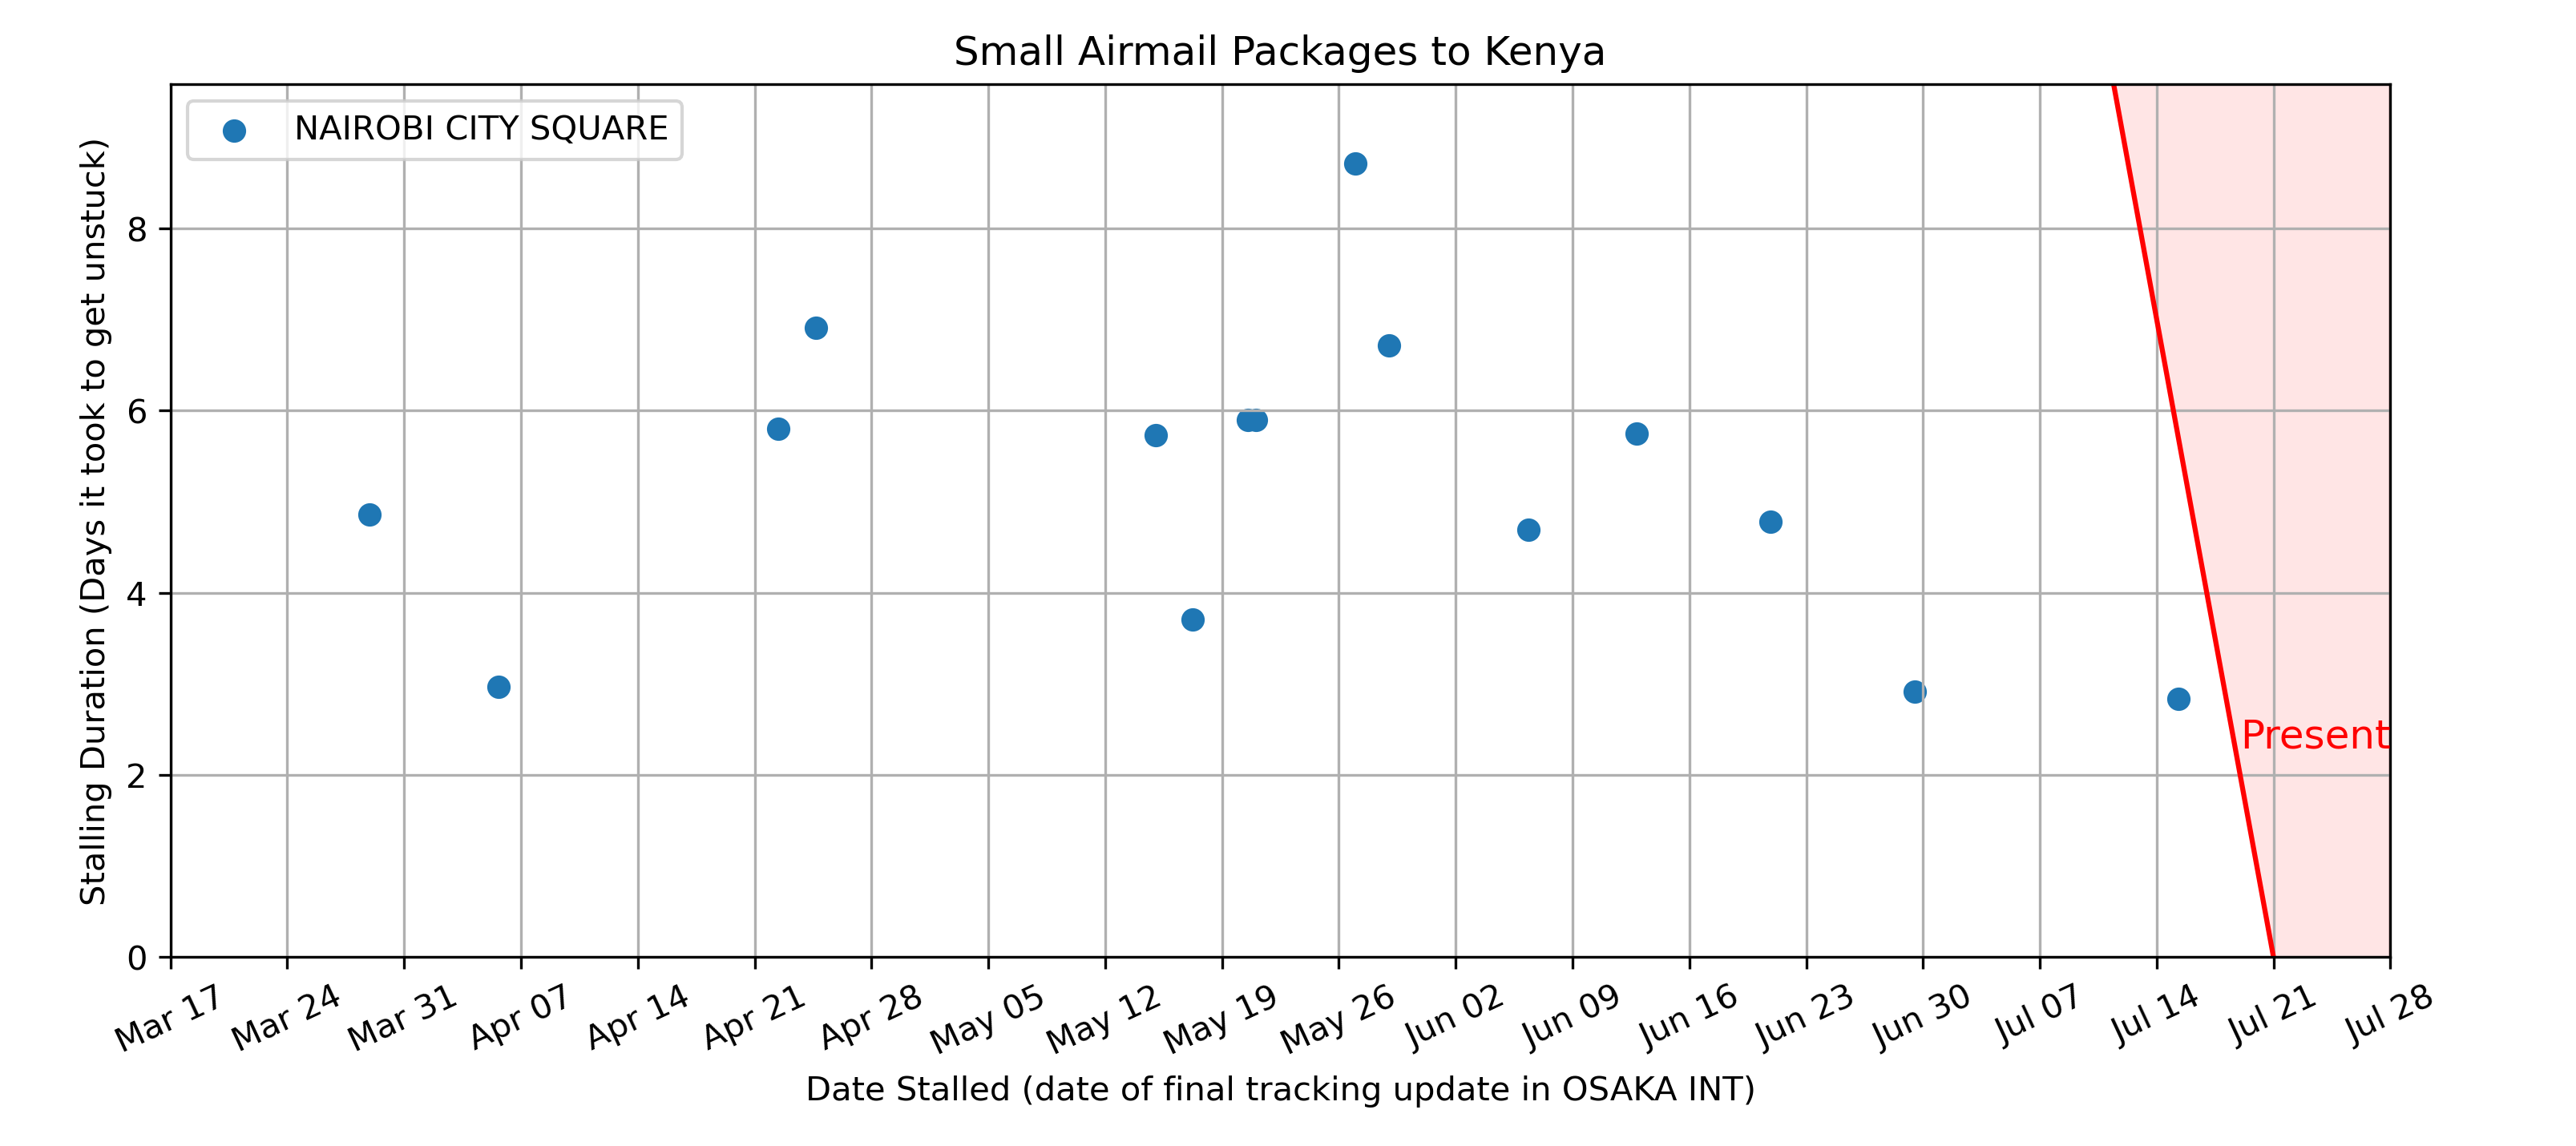 Small Airmail Packages to Kenya
NAIROBI CITY SQUARE
Stalling Duration (Days it took to get unstuck)
8
6
4
2
0
Present
Mar 17
Mar 24
Mar 31
Apr 07
Apr 14
Apr 21
Apr 28
May 05
May 12
May 19
May 26
Jun 02
Jun 09
Jun 16
Jun 23
Jun 30
Jul 07
Jul 14
Jul 21
Jul 28
Date Stalled (date of final tracking update in OSAKA INT)